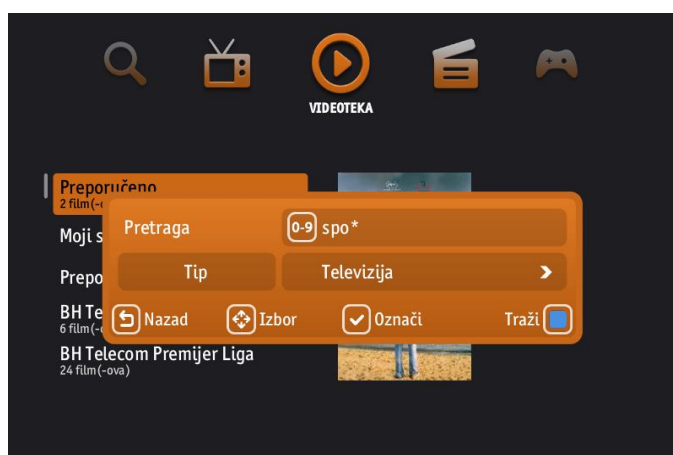 VIDEOTEKA
Preporučeno
2 film(-
Moji s
Prepo
BH Te
6 film(-
BH Telecom Premijer Liga
24 film(-ova)
Pretraga
0-9 spo*
Tip
Televizija
Nazad
Izbor
Označi
Traži